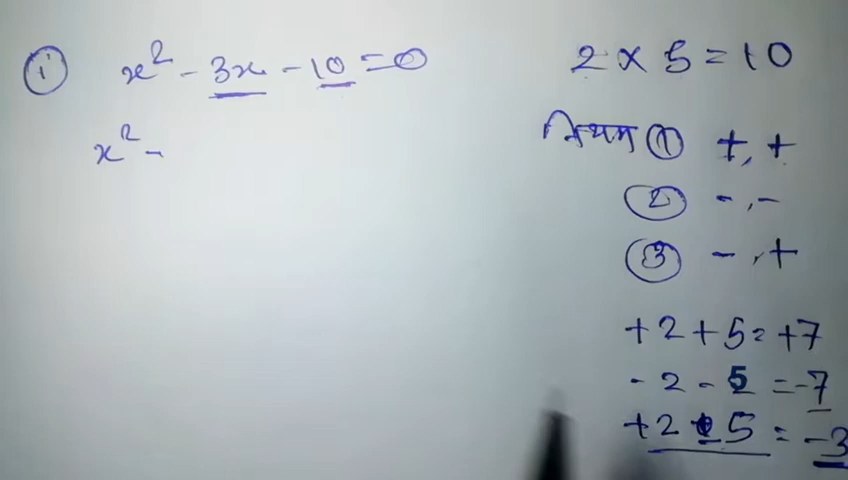 (i) x² - 3x - 10 = 0
x² -
2 × 5 = 10
नियम (1) +, +
(2) -, -
(3) -, +
+2 + 5 = +7
- 2 - 5 = -7
+2 - 5 = -3